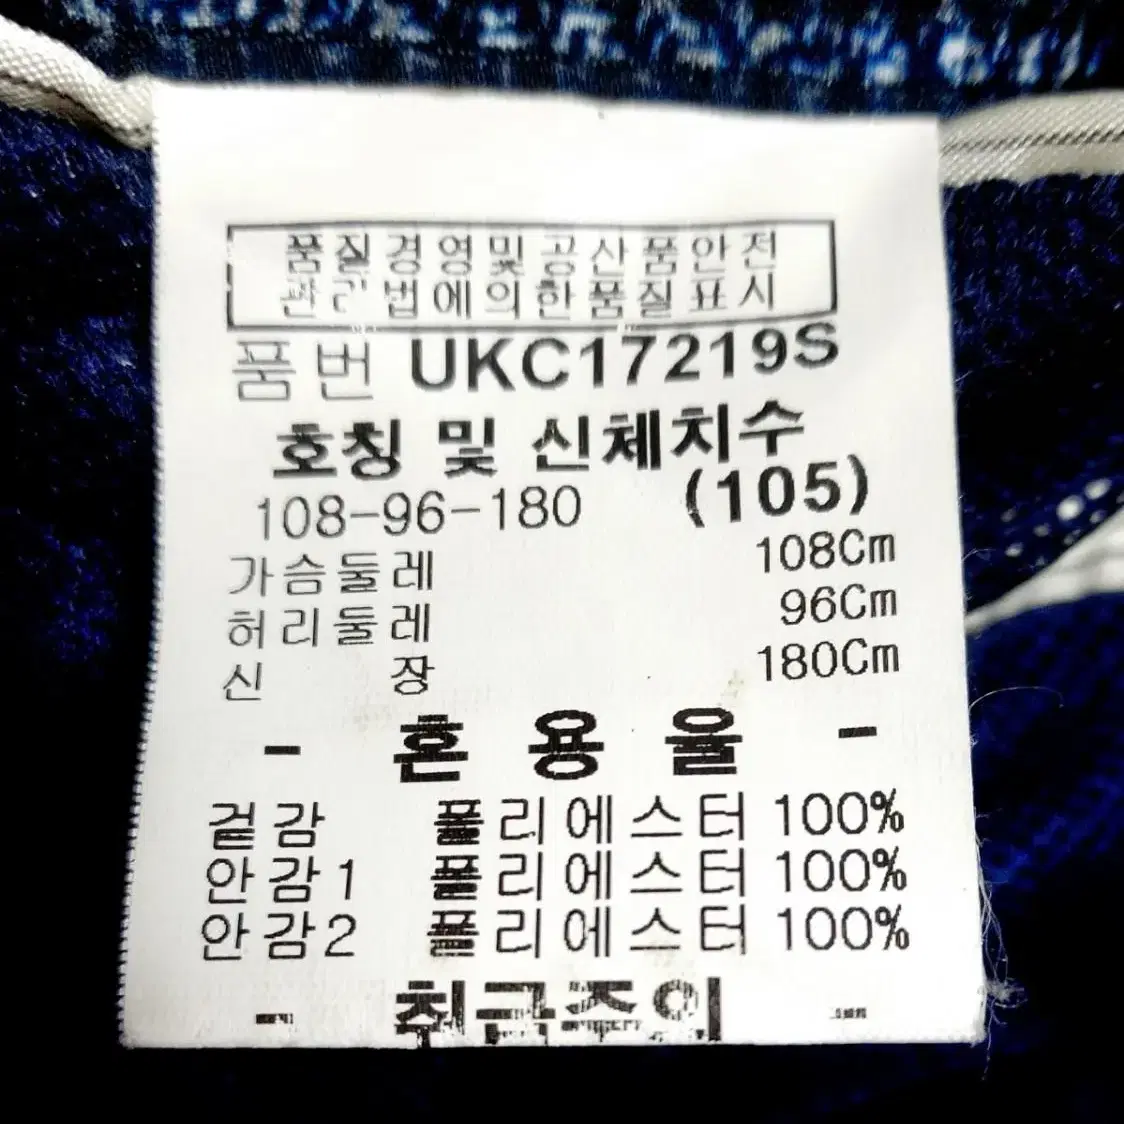 품질경영및공산품안전
관리법에의한품질표시
품번 UKC17219S
호칭 및 신체치수
108-96-180 (105)
가슴둘레 108Cm
허리둘레 96Cm
신 장 180Cm
- 혼 용 율 -
겉감 폴리에스터 100%
안감1 폴리에스터 100%
안감2 폴리에스터 100%
- 취급주의 -